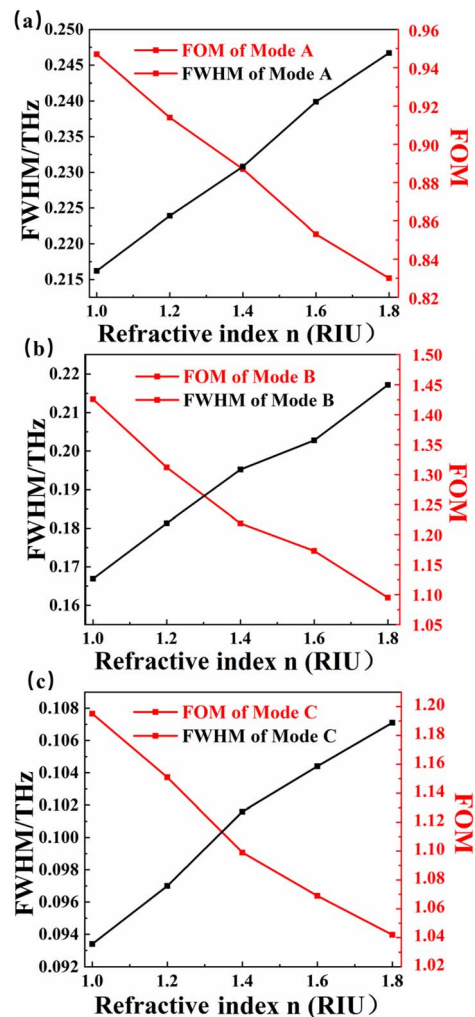 (a)
FOM of Mode A
FWHM of Mode A
FWHM/THz
0.250
0.245
0.240
0.235
0.230
0.225
0.220
0.215
FOM
0.96
0.94
0.92
0.90
0.88
0.86
0.84
0.82
1.0 1.2 1.4 1.6 1.8
Refractive index n (RIU）
(b)
FOM of Mode B
FWHM of Mode B
FWHM/THz
0.22
0.21
0.20
0.19
0.18
0.17
0.16
FOM
1.50
1.45
1.40
1.35
1.30
1.25
1.20
1.15
1.10
1.05
1.0 1.2 1.4 1.6 1.8
Refractive index n (RIU）
(c)
FOM of Mode C
FWHM of Mode C
FWHM/THz
0.108
0.106
0.104
0.102
0.100
0.098
0.096
0.094
0.092
FOM
1.20
1.18
1.16
1.14
1.12
1.10
1.08
1.06
1.04
1.02
1.0 1.2 1.4 1.6 1.8
Refractive index n (RIU）